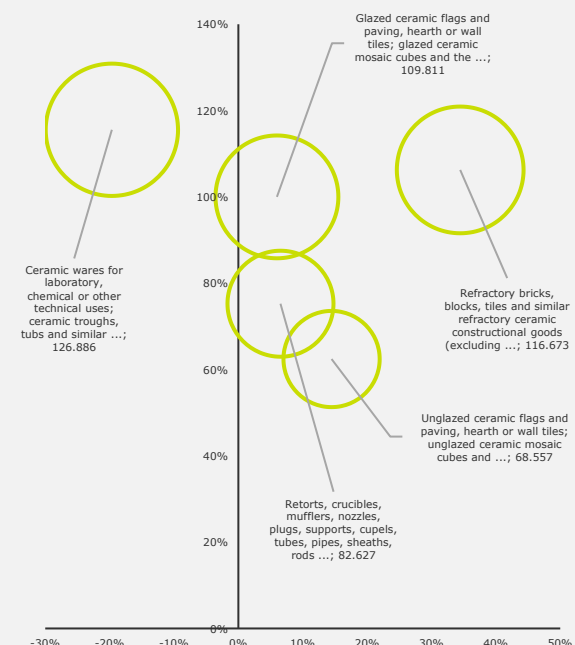 140%
Glazed ceramic flags and
paving, hearth or wall
tiles; glazed ceramic
mosaic cubes and the ...;
109.811
120%
100%
80%
Ceramic wares for
laboratory,
chemical or other
technical uses;
ceramic troughs,
tubs and similar ...;
126.886
Refractory bricks,
blocks, tiles and similar
refractory ceramic
constructional goods
(excluding ...; 116.673
60%
Unglazed ceramic flags and
paving, hearth or wall tiles;
unglazed ceramic mosaic
cubes and ...; 68.557
40%
Retorts, crucibles,
mufflers, nozzles,
plugs, supports, cupels,
tubes, pipes, sheaths,
rods ...; 82.627
20%
0%
-30% -20% -10% 0% 10% 20% 30% 40% 50%